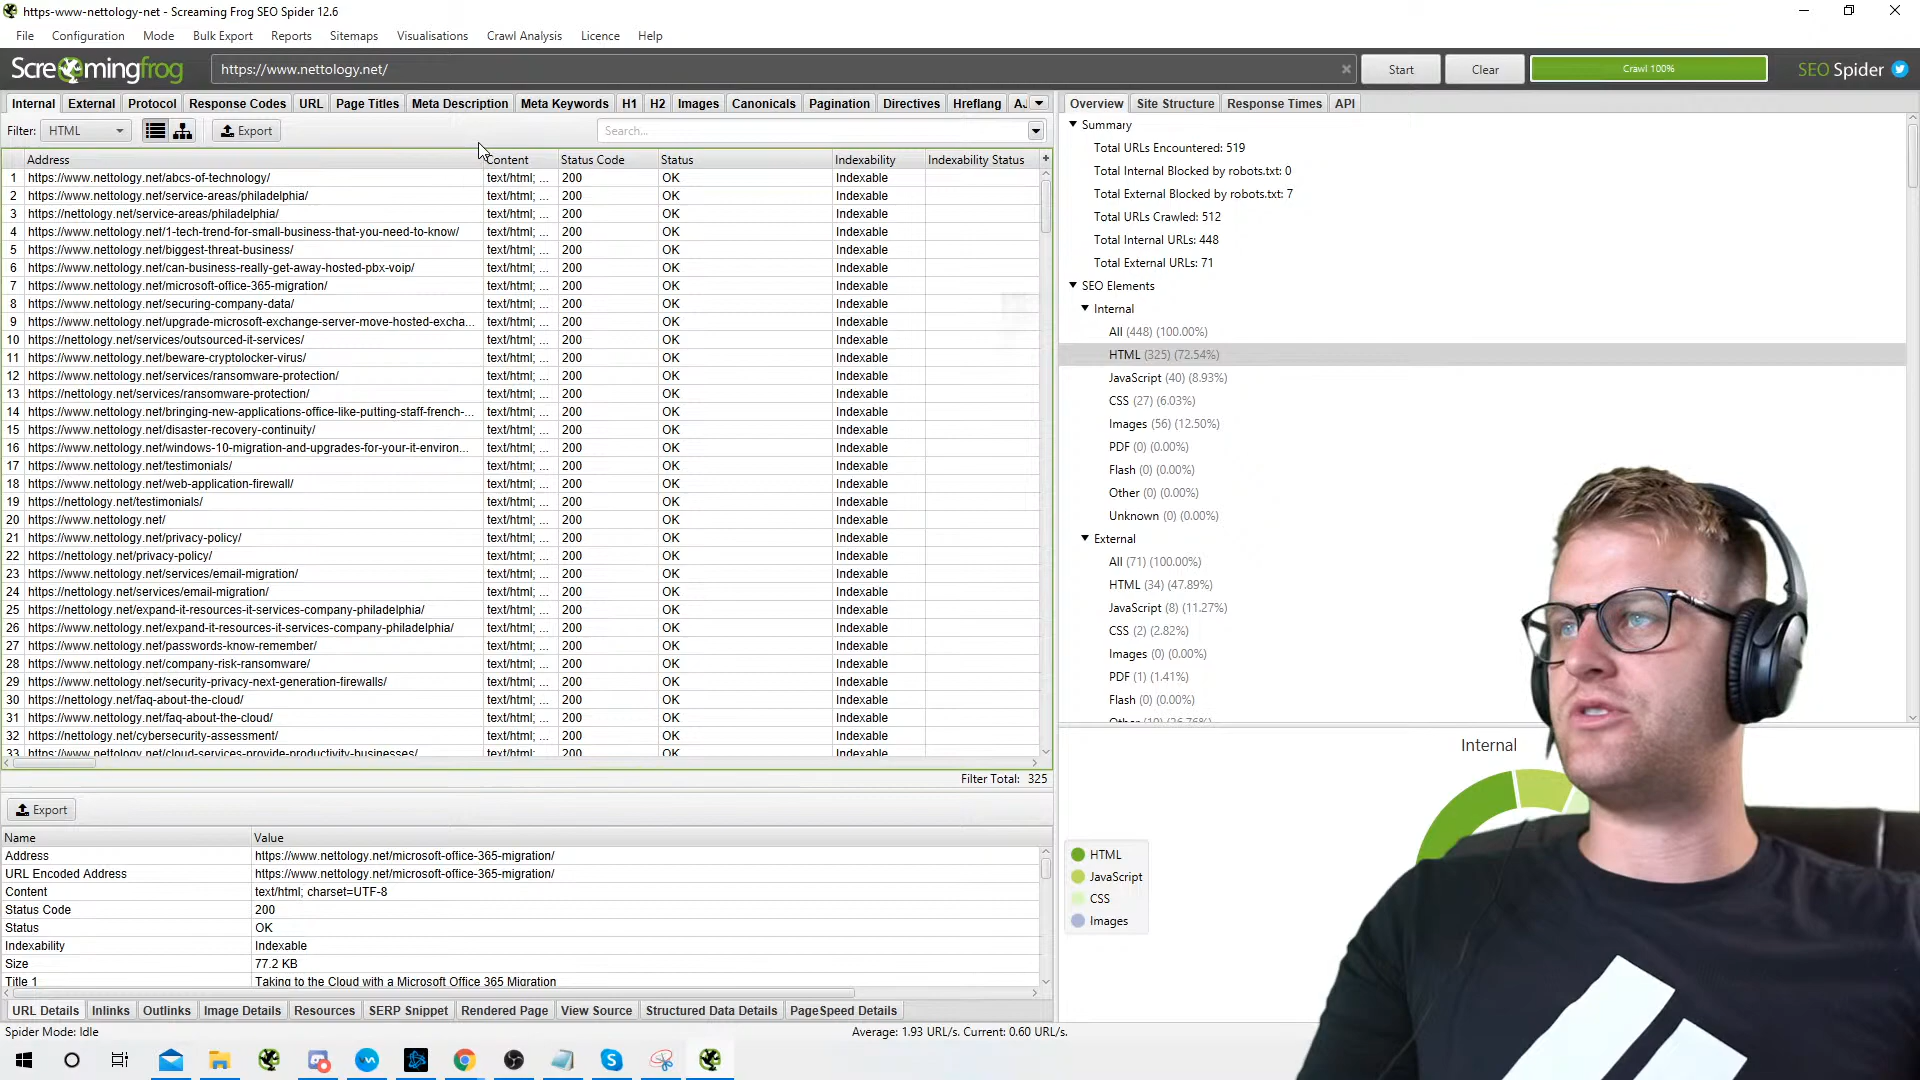 https-www-nettology-net - Screaming Frog SEO Spider 12.6
File Configuration Mode Bulk Export Reports Sitemaps Visualisations Crawl Analysis Licence Help
Screamingfrog https://www.nettology.net/ Start Clear Crawl 100% SEO Spider
Internal External Protocol Response Codes URL Page Titles Meta Description Meta Keywords H1 H2 Images Canonicals Pagination Directives Hreflang
Filter: HTML Export Search...
Address Content Status Code Status Indexability Indexability Status
1 https://www.nettology.net/abcs-of-technology/ text/html; ... 200 OK Indexable
2 https://www.nettology.net/service-areas/philadelphia/ text/html; ... 200 OK Indexable
3 https://nettology.net/service-areas/philadelphia/ text/html; ... 200 OK Indexable
4 https://www.nettology.net/1-tech-trend-for-small-business-that-you-need-to-know/ text/html; ... 200 OK Indexable
5 https://www.nettology.net/biggest-threat-business/ text/html; ... 200 OK Indexable
6 https://www.nettology.net/can-business-really-get-away-hosted-pbx-voip/ text/html; ... 200 OK Indexable
7 https://www.nettology.net/microsoft-office-365-migration/ text/html; ... 200 OK Indexable
8 https://www.nettology.net/securing-company-data/ text/html; ... 200 OK Indexable
9 https://www.nettology.net/upgrade-microsoft-exchange-server-move-hosted-excha... text/html; ... 200 OK Indexable
10 https://www.nettology.net/services/outsourced-it-services/ text/html; ... 200 OK Indexable
11 https://www.nettology.net/beware-cryptolocker-virus/ text/html; ... 200 OK Indexable
12 https://www.nettology.net/services/ransomware-protection/ text/html; ... 200 OK Indexable
13 https://nettology.net/services/ransomware-protection/ text/html; ... 200 OK Indexable
14 https://www.nettology.net/bringing-new-applications-office-like-putting-staff-french-... text/html; ... 200 OK Indexable
15 https://www.nettology.net/disaster-recovery-continuity/ text/html; ... 200 OK Indexable
16 https://www.nettology.net/windows-10-migration-and-upgrades-for-your-it-environ... text/html; ... 200 OK Indexable
17 https://www.nettology.net/testimonials/ text/html; ... 200 OK Indexable
18 https://www.nettology.net/web-application-firewall/ text/html; ... 200 OK Indexable
19 https://nettology.net/testimonials/ text/html; ... 200 OK Indexable
20 https://www.nettology.net/ text/html; ... 200 OK Indexable
21 https://www.nettology.net/privacy-policy/ text/html; ... 200 OK Indexable
22 https://nettology.net/privacy-policy/ text/html; ... 200 OK Indexable
23 https://www.nettology.net/services/email-migration/ text/html; ... 200 OK Indexable
24 https://nettology.net/services/email-migration/ text/html; ... 200 OK Indexable
25 https://nettology.net/expand-it-resources-it-services-company-philadelphia/ text/html; ... 200 OK Indexable
26 https://www.nettology.net/expand-it-resources-it-services-company-philadelphia/ text/html; ... 200 OK Indexable
27 https://www.nettology.net/passwords-know-remember/ text/html; ... 200 OK Indexable
28 https://www.nettology.net/company-risk-ransomware/ text/html; ... 200 OK Indexable
29 https://www.nettology.net/security-privacy-next-generation-firewalls/ text/html; ... 200 OK Indexable
30 https://nettology.net/faq-about-the-cloud/ text/html; ... 200 OK Indexable
31 https://www.nettology.net/faq-about-the-cloud/ text/html; ... 200 OK Indexable
32 https://nettology.net/cybersecurity-assessment/ text/html; ... 200 OK Indexable
33 https://nettology.net/cloud-services-provide-productivity-businesses/ text/html; ... 200 OK Indexable
Filter Total: 325
Export
Name Value
Address https://www.nettology.net/microsoft-office-365-migration/
URL Encoded Address https://www.nettology.net/microsoft-office-365-migration/
Content text/html; charset=UTF-8
Status Code 200
Status OK
Indexability Indexable
Size 77.2 KB
Title 1 Taking to the Cloud with a Microsoft Office 365 Migration
URL Details Inlinks Outlinks Image Details Resources SERP Snippet Rendered Page View Source Structured Data Details PageSpeed Details
Spider Mode: Idle Average: 1.93 URL/s. Current: 0.60 URL/s.
Overview Site Structure Response Times API
Summary
Total URLs Encountered: 519
Total Internal Blocked by robots.txt: 0
Total External Blocked by robots.txt: 7
Total URLs Crawled: 512
Total Internal URLs: 448
Total External URLs: 71
SEO Elements
Internal
All (448) (100.00%)
HTML (325) (72.54%)
JavaScript (40) (8.93%)
CSS (27) (6.03%)
Images (56) (12.50%)
PDF (0) (0.00%)
Flash (0) (0.00%)
Other (0) (0.00%)
Unknown (0) (0.00%)
External
All (71) (100.00%)
HTML (34) (47.89%)
JavaScript (8) (11.27%)
CSS (2) (2.82%)
Images (0) (0.00%)
PDF (1) (1.41%)
Flash (0) (0.00%)
Other (19) (26.76%)
Internal
HTML
JavaScript
CSS
Images